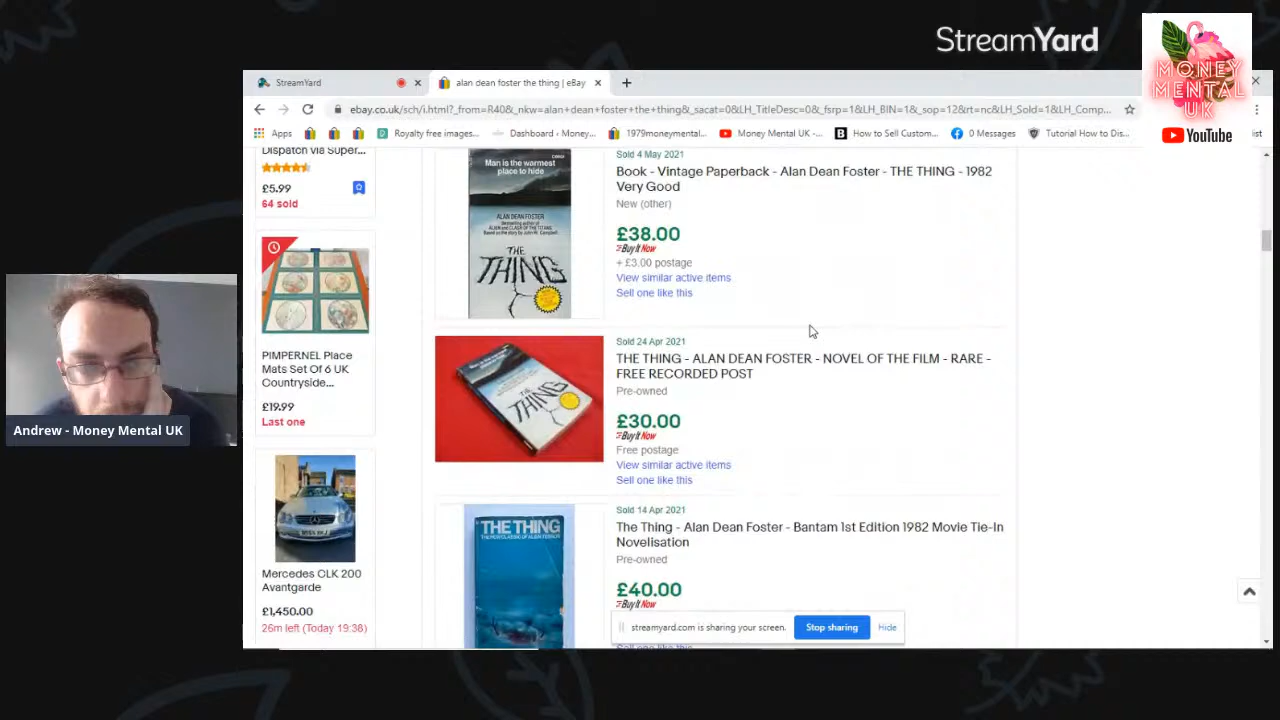 StreamYard
MONEY
MENTAL
UK
YouTube
StreamYard
alan dean foster the thing | eBay
ebay.co.uk/sch/i.html?_from=R40&_nkw=alan+dean+foster+the+thing&_sacat=0&LH_TitleDesc=0&_fsrp=1&LH_BIN=1&_sop=12&rt=nc&LH_Sold=1&LH_Comp...
Apps
Royalty free images...
Dashboard ‹ Money...
1979moneymental...
Money Mental UK -...
How to Sell Custom...
0 Messages
Tutorial How to Dis...
list
Dispatch via Super...
£5.99
64 sold
PIMPERNEL Place
Mats Set Of 6 UK
Countryside...
£19.99
Last one
Mercedes CLK 200
Avantgarde
£1,450.00
26m left (Today 19:38)
Man is the warmest
place to hide
ALAN DEAN FOSTER
THE
THING
Sold 4 May 2021
Book - Vintage Paperback - Alan Dean Foster - THE THING - 1982
Very Good
New (other)
£38.00
Buy It Now
+ £3.00 postage
View similar active items
Sell one like this
THE
THING
Sold 24 Apr 2021
THE THING - ALAN DEAN FOSTER - NOVEL OF THE FILM - RARE -
FREE RECORDED POST
Pre-owned
£30.00
Buy It Now
Free postage
View similar active items
Sell one like this
THE THING
Sold 14 Apr 2021
The Thing - Alan Dean Foster - Bantam 1st Edition 1982 Movie Tie-In
Novelisation
Pre-owned
£40.00
Buy It Now
streamyard.com is sharing your screen.
Stop sharing
Hide
Andrew - Money Mental UK